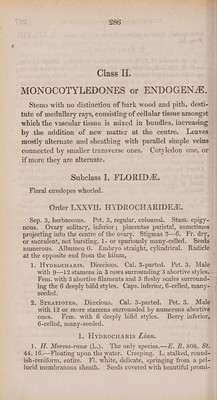 286
Class II.
MONOCOTYLEDONES or ENDOGENÆ.
Stems with no distinction of bark wood and pith, desti-
tute of medullary rays, consisting of cellular tissue amongst
which the vascular tissue is mixed in bundles, increasing
by the addition of new matter at the centre. Leaves
mostly alternate and sheathing with parallel simple veins
connected by smaller transverse ones. Cotyledon one, or
if more they are alternate.
Subclass I. FLORIDÆ.
Floral envelopes whorled.
Order LXXVII. HYDROCHARIDEÆ.
Sep. 3, herbaceous. Pet. 3, regular, coloured. Stam. epigy-
nous. Ovary solitary, inferior; placentas parietal, sometimes
projecting into the centre of the ovary. Stigmas 3—6. Fr. dry,
or succulent, not bursting, 1- or spuriously many-celled. Seeds
numerous. Albumen 0. Embryo straight, cylindrical. Radicle
at the opposite end from the hilum.
1. Hydrocharis. Diœcious. Cal. 3-parted. Pet. 3. Male
with 9—12 stamens in 3 rows surrounding 3 abortive styles.
Fem. with 3 abortive filaments and 3 fleshy scales surround-
ing the 6 deeply bifid styles. Caps. inferior, 6-celled, many-
seeded.
2. Stratiotes. Diœcious. Cal. 3-parted. Pet. 3. Male
with 12 or more stamens surrounded by numerous abortive
ones. Fem. with 6 deeply bifid styles. Berry inferior,
6-celled, many-seeded.
1. Hydrocharis Linn.
1. H. Morsus-ranæ (L.). The only species.—E. B. 808, St.
44. 16.—Floating upon the water. Creeping. L. stalked, round-
ish-reniform, entire. Fl. white, delicate, springing from a pel-
lucid membranous sheath. Seeds covered with beautiful promi-